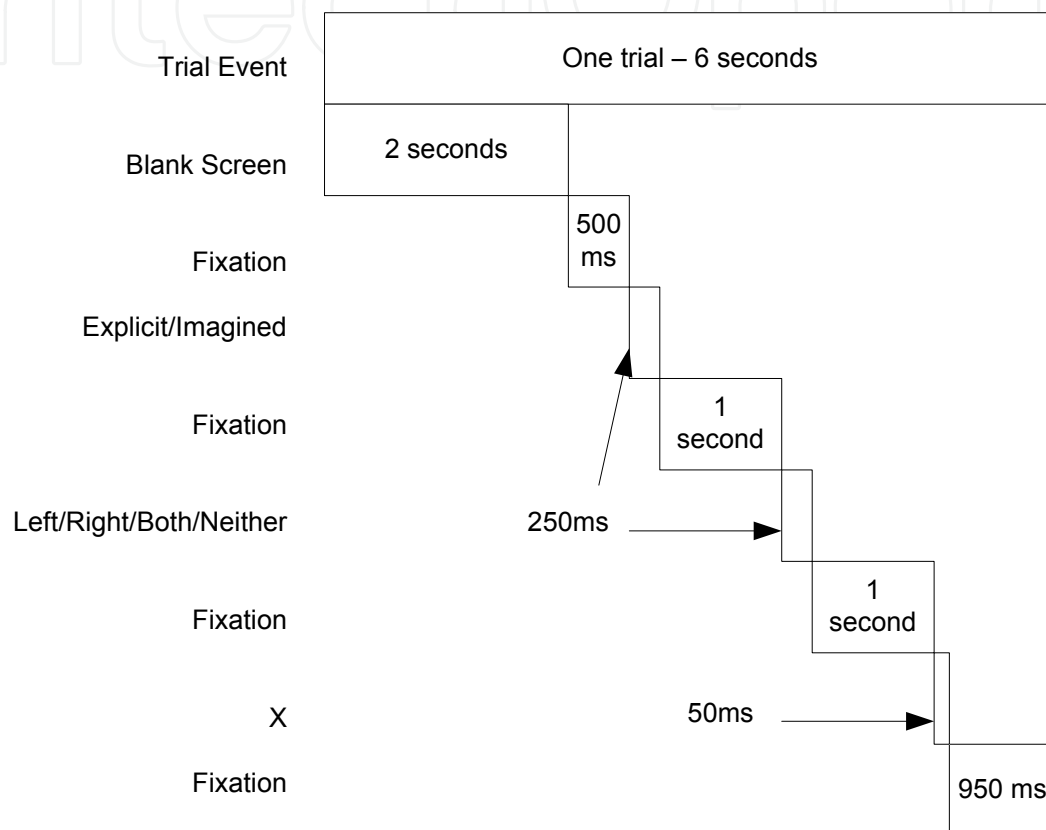 Trial Event
One trial – 6 seconds
Blank Screen
2 seconds
Fixation
500
ms
Explicit/Imagined
Fixation
1
second
Left/Right/Both/Neither
250ms
Fixation
1
second
X
50ms
Fixation
950 ms